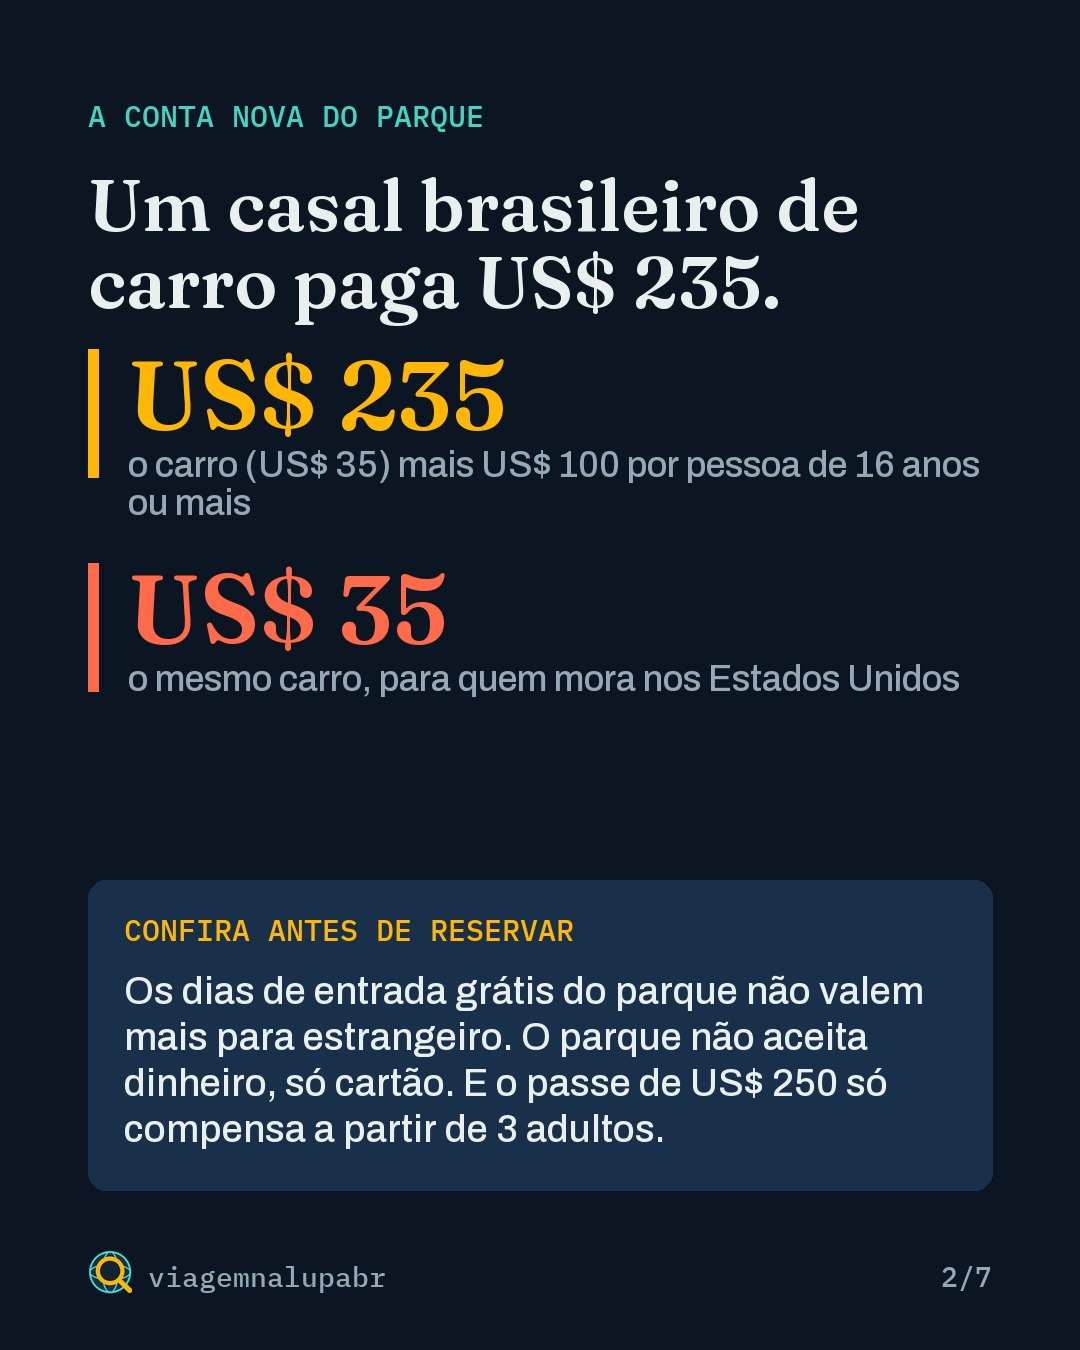 A CONTA NOVA DO PARQUE
Um casal brasileiro de
carro paga US$ 235.
US$ 235
o carro (US$ 35) mais US$ 100 por pessoa de 16 anos
ou mais
US$ 35
o mesmo carro, para quem mora nos Estados Unidos
CONFIRA ANTES DE RESERVAR
Os dias de entrada grátis do parque não valem
mais para estrangeiro. O parque não aceita
dinheiro, só cartão. E o passe de US$ 250 só
compensa a partir de 3 adultos.
viagemnalupabr
2/7